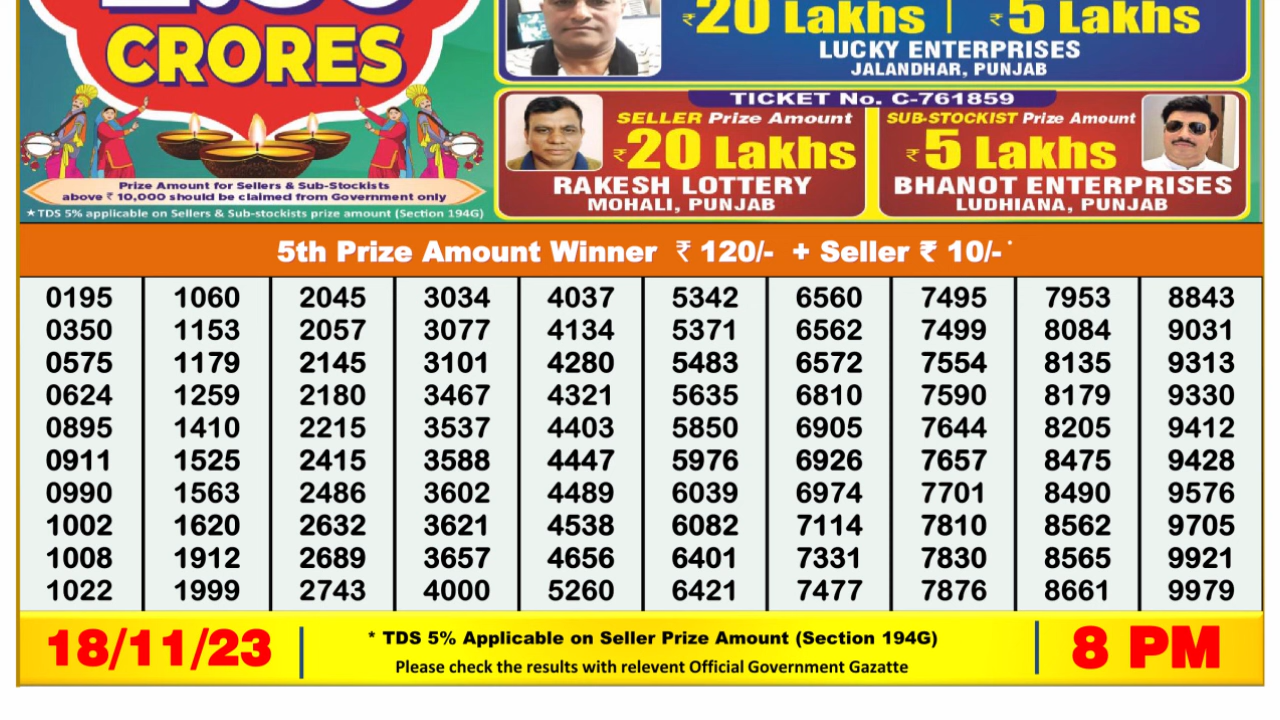 CRORES
Prize Amount for Sellers & Sub-Stockists
above ₹ 10,000 should be claimed from Government only
★TDS 5% applicable on Sellers & Sub-stockists prize amount (Section 194G)
₹20 Lakhs | ₹5 Lakhs
LUCKY ENTERPRISES
JALANDHAR, PUNJAB
TICKET No. C-761859
SELLER Prize Amount
₹20 Lakhs
RAKESH LOTTERY
MOHALI, PUNJAB
SUB-STOCKIST Prize Amount
₹5 Lakhs
BHANOT ENTERPRISES
LUDHIANA, PUNJAB
5th Prize Amount Winner ₹ 120/- + Seller ₹ 10/-*
0195 1060 2045 3034 4037 5342 6560 7495 7953 8843
0350 1153 2057 3077 4134 5371 6562 7499 8084 9031
0575 1179 2145 3101 4280 5483 6572 7554 8135 9313
0624 1259 2180 3467 4321 5635 6810 7590 8179 9330
0895 1410 2215 3537 4403 5850 6905 7644 8205 9412
0911 1525 2415 3588 4447 5976 6926 7657 8475 9428
0990 1563 2486 3602 4489 6039 6974 7701 8490 9576
1002 1620 2632 3621 4538 6082 7114 7810 8562 9705
1008 1912 2689 3657 4656 6401 7331 7830 8565 9921
1022 1999 2743 4000 5260 6421 7477 7876 8661 9979
18/11/23
* TDS 5% Applicable on Seller Prize Amount (Section 194G)
Please check the results with relevent Official Government Gazatte
8 PM